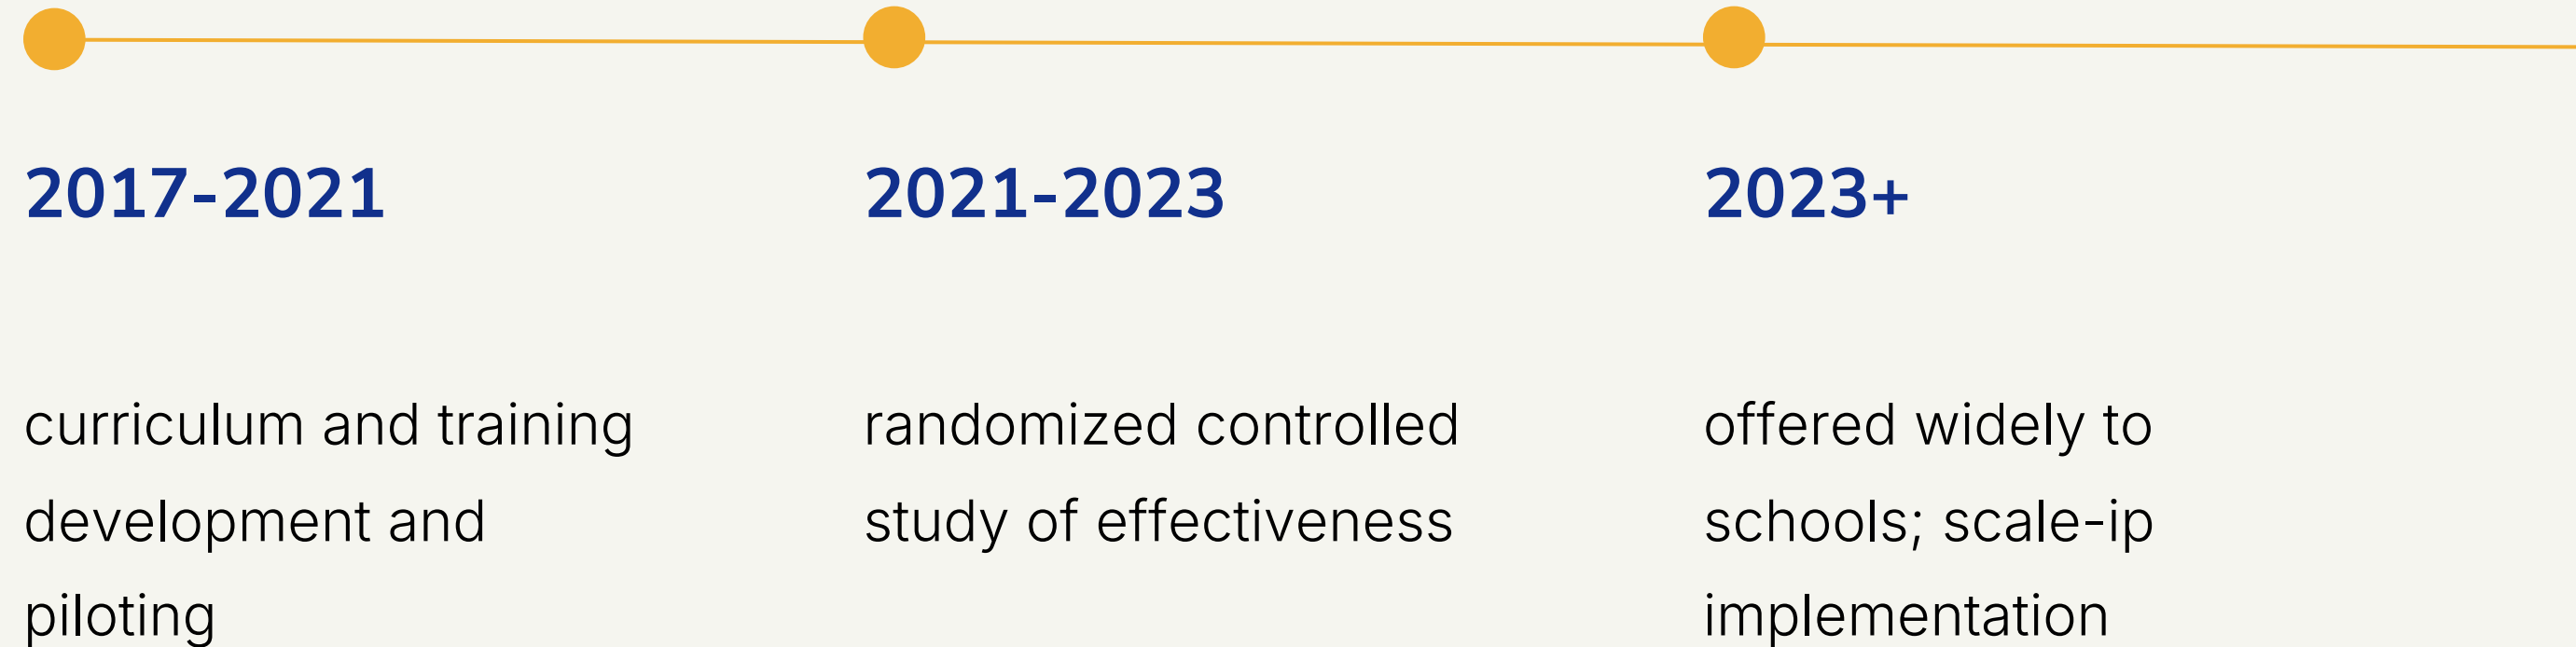 2017-2021
curriculum and training
development and
piloting
2021-2023
randomized controlled
study of effectiveness
2023+
offered widely to
schools; scale-ip
implementation